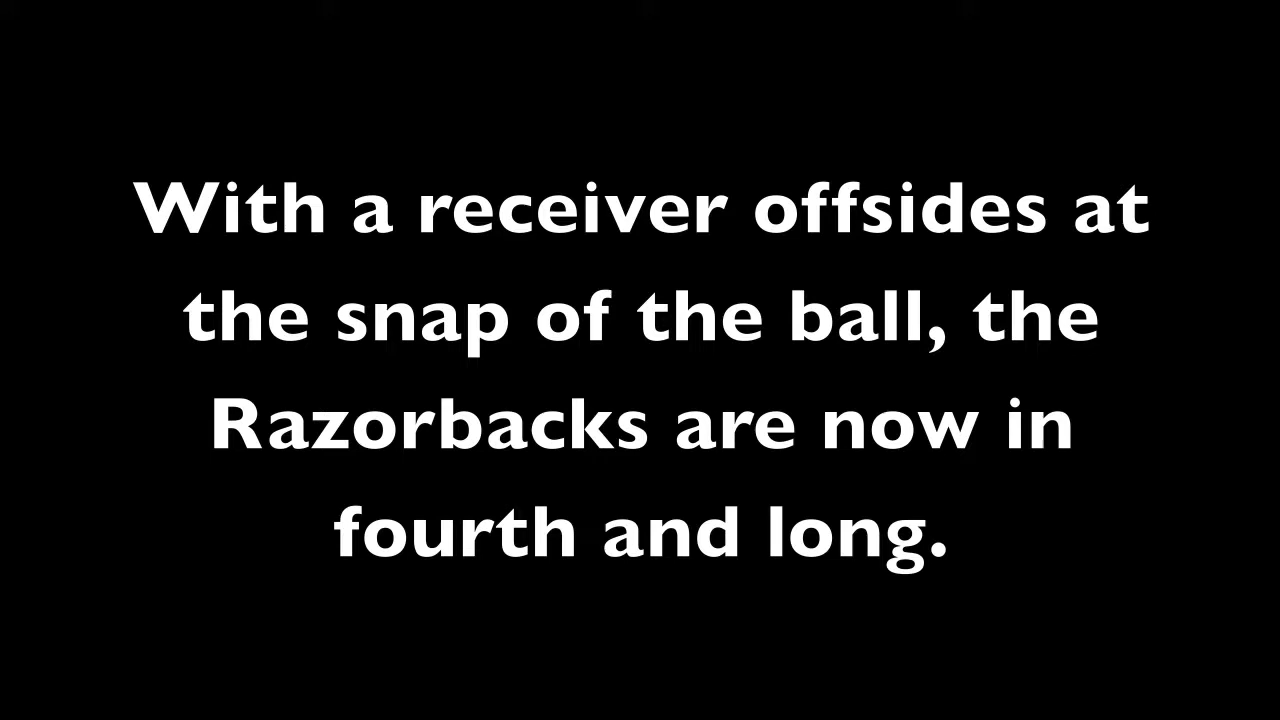 With a receiver offsides at
the snap of the ball, the
Razorbacks are now in
fourth and long.